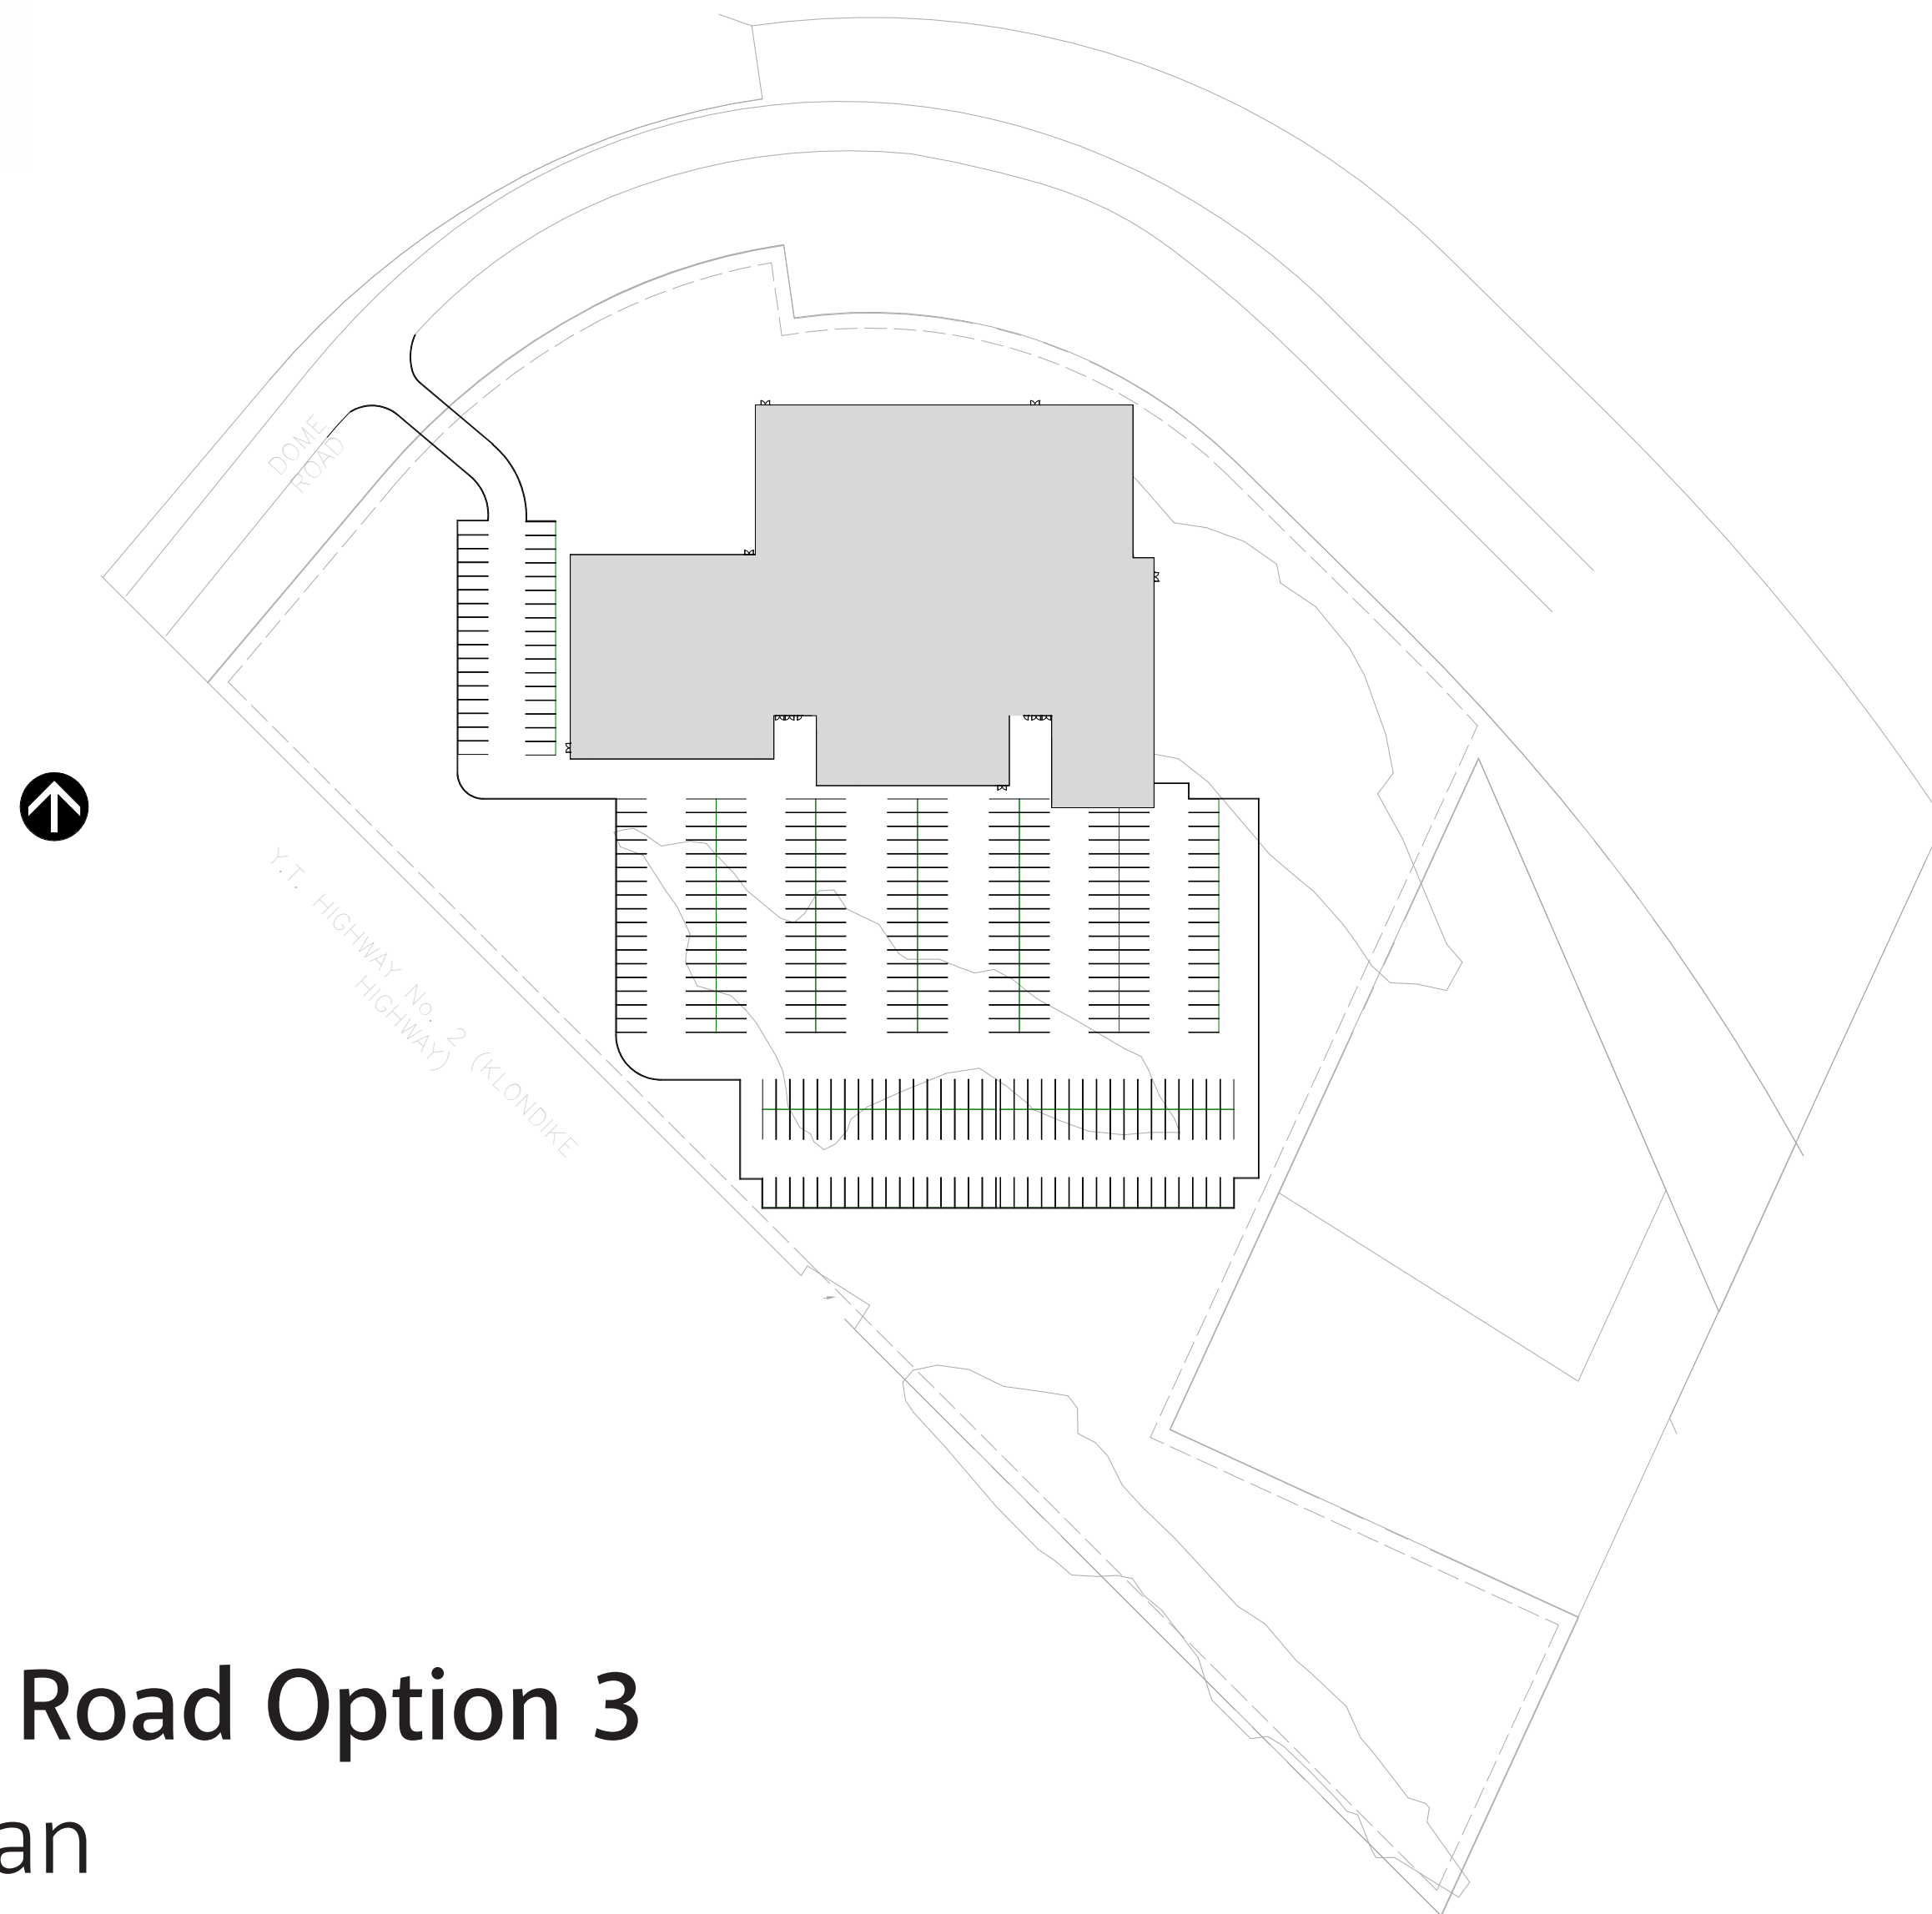 DOME
ROAD
Y.T. HIGHWAY No. 2 (KLONDIKE
HIGHWAY)
Road Option 3
an